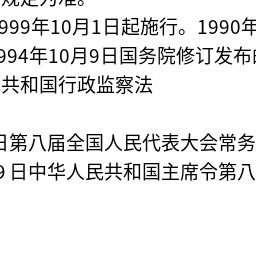 规定为准。
999年10月1日起施行。1990年
994年10月9日国务院修订发布的
共和国行政监察法
日第八届全国人民代表大会常务
9 日中华人民共和国主席令第八